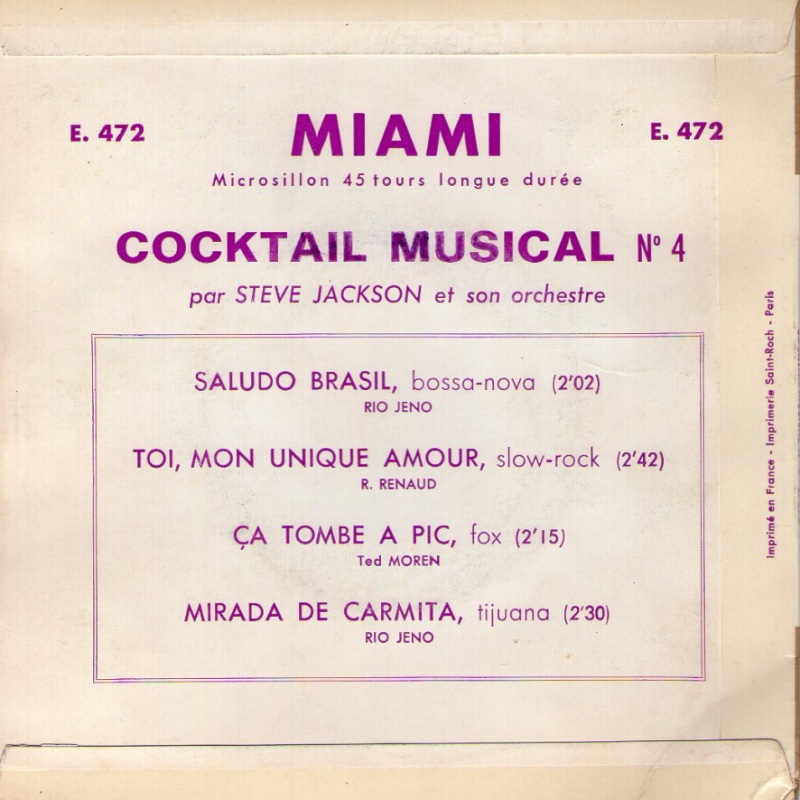 E. 472
MIAMI
E. 472
Microsillon 45 tours longue durée
COCKTAIL MUSICAL Nº 4
par STEVE JACKSON et son orchestre
SALUDO BRASIL, bossa-nova (2'02)
RIO JENO
TOI, MON UNIQUE AMOUR, slow-rock (2'42)
R. RENAUD
ÇA TOMBE A PIC, fox (2'15)
Ted MOREN
MIRADA DE CARMITA, tijuana (2'30)
RIO JENO
Imprimé en France - Imprimerie Saint-Roch - Paris